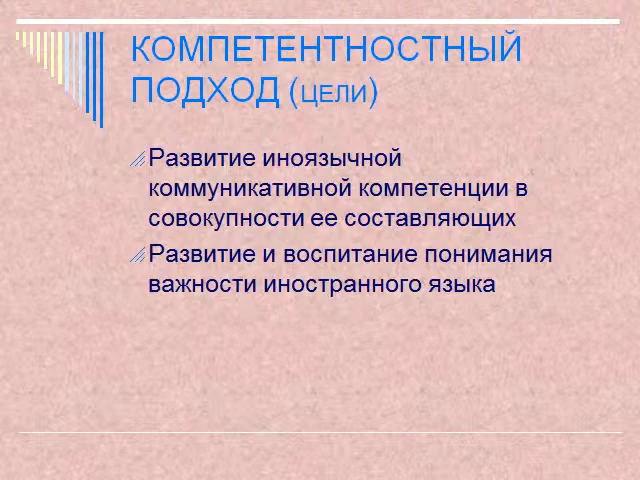 КОМПЕТЕНТНОСТНЫЙ
ПОДХОД (ЦЕЛИ)
Развитие иноязычной
коммуникативной компетенции в
совокупности ее составляющих
Развитие и воспитание понимания
важности иностранного языка